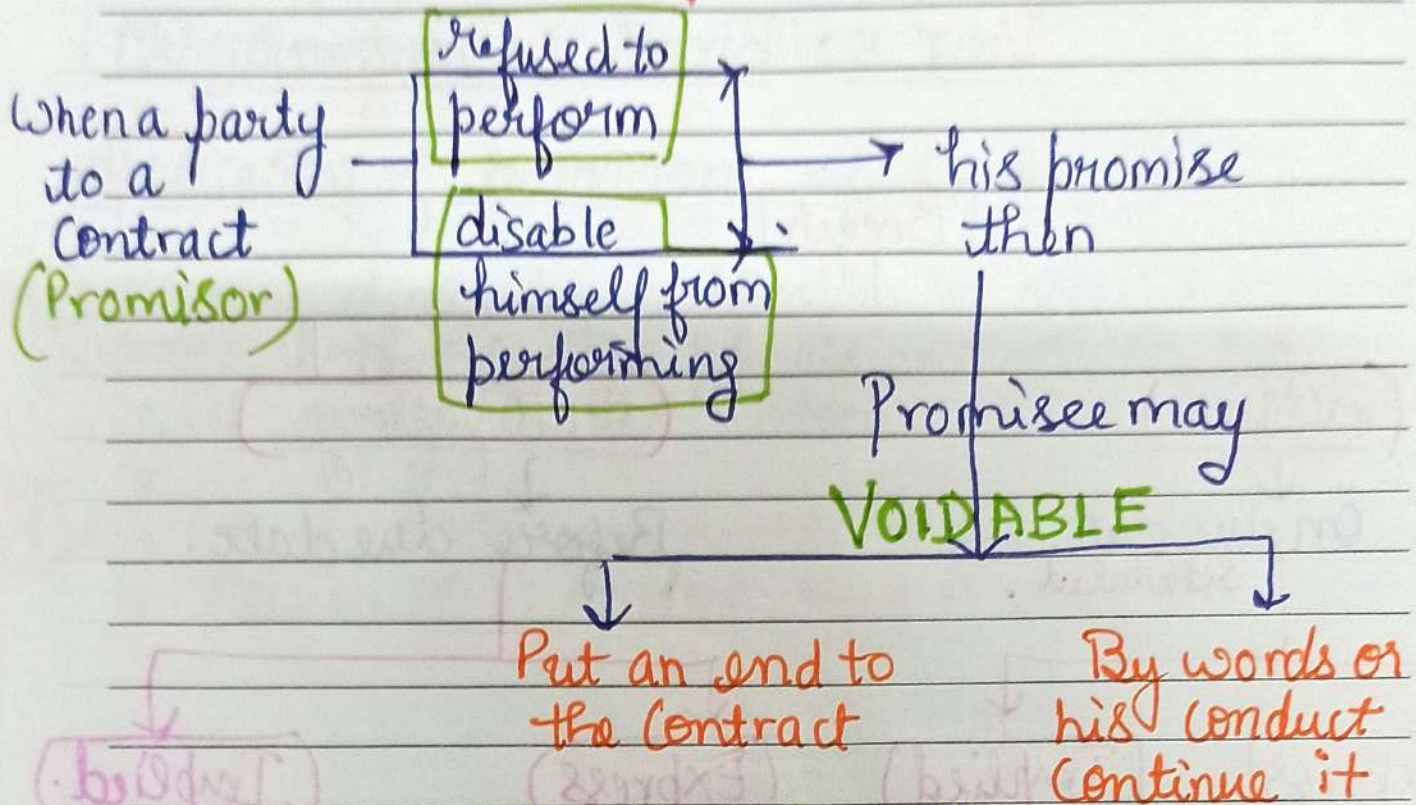 When a party
to a
Contract
(Promisor)
refused to
perform
disable
himself from
performing
his promise
then
Promisee may
VOIDABLE
Put an end to
the Contract
By words or
his conduct
Continue it